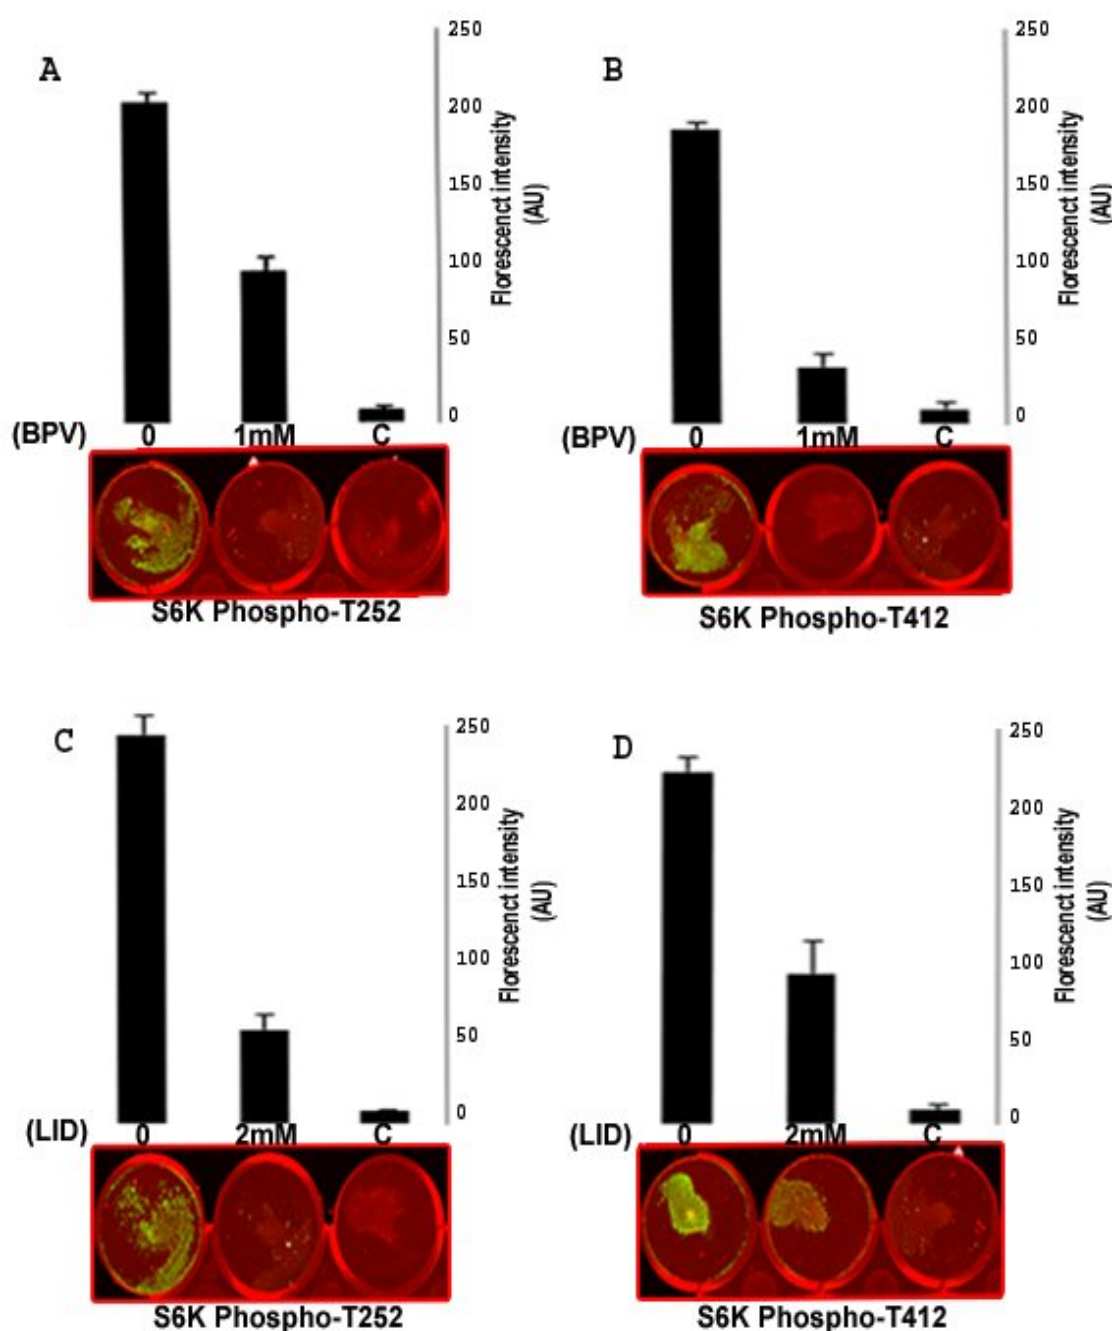 A
250
200
150
100
50
0
Florescenct intensity
(AU)
(BPV) 0 1mM C
S6K Phospho-T252
B
250
200
150
100
50
0
Florescenct intensity
(AU)
(BPV) 0 1mM C
S6K Phospho-T412
C
250
200
150
100
50
0
Florescenct intensity
(AU)
(LID) 0 2mM C
S6K Phospho-T252
D
250
200
150
100
50
0
Florescenct intensity
(AU)
(LID) 0 2mM C
S6K Phospho-T412